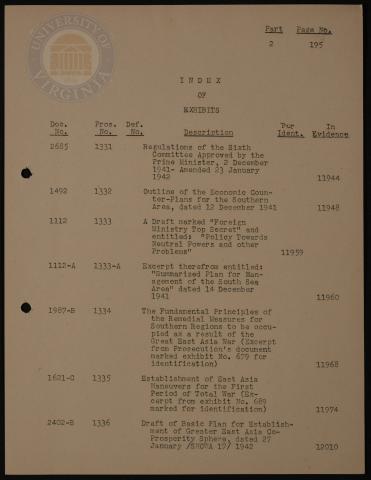 UNIVERSITY OF
VIRGINIA
Part Page No.
2 195
INDEX
OF
EXHIBITS
Doc. Pros. Def. For In
No. No. No. Description Ident. Evidence
2685 1331 Regulations of the Sixth
Committee Approved by the
Prime Minister, 2 December
1941- Amended 23 January
1942 11944
1492 1332 Outline of the Economic Coun-
ter-Plans for the Southern
Area, dated 12 December 1941 11948
1112 1333 A Draft marked "Foreign
Ministry Top Secret" and
entitled: "Policy Towards
Neutral Powers and other
Problems" 11959
1112-A 1333-A Excerpt therefrom entitled:
"Summarized Plan for Man-
agement of the South Sea
Area" dated 14 December
1941 11960
1987-B 1334 The Fundamental Principles of
the Remedial Measures for
Southern Regions to be occu-
pied as a result of the
Great East Asia War (Excerpt
from Prosecution's document
marked exhibit No. 679 for
identification) 11968
1621-C 1335 Establishment of East Asia
Maneuvers for the First
Period of Total War (Ex-
cerpt from exhibit No. 689
marked for identification) 11974
2402-B 1336 Draft of Basic Plan for Establish-
ment of Greater East Asia Co-
Prosperity Sphere, dated 27
January /SHOWA 17/ 1942 12010